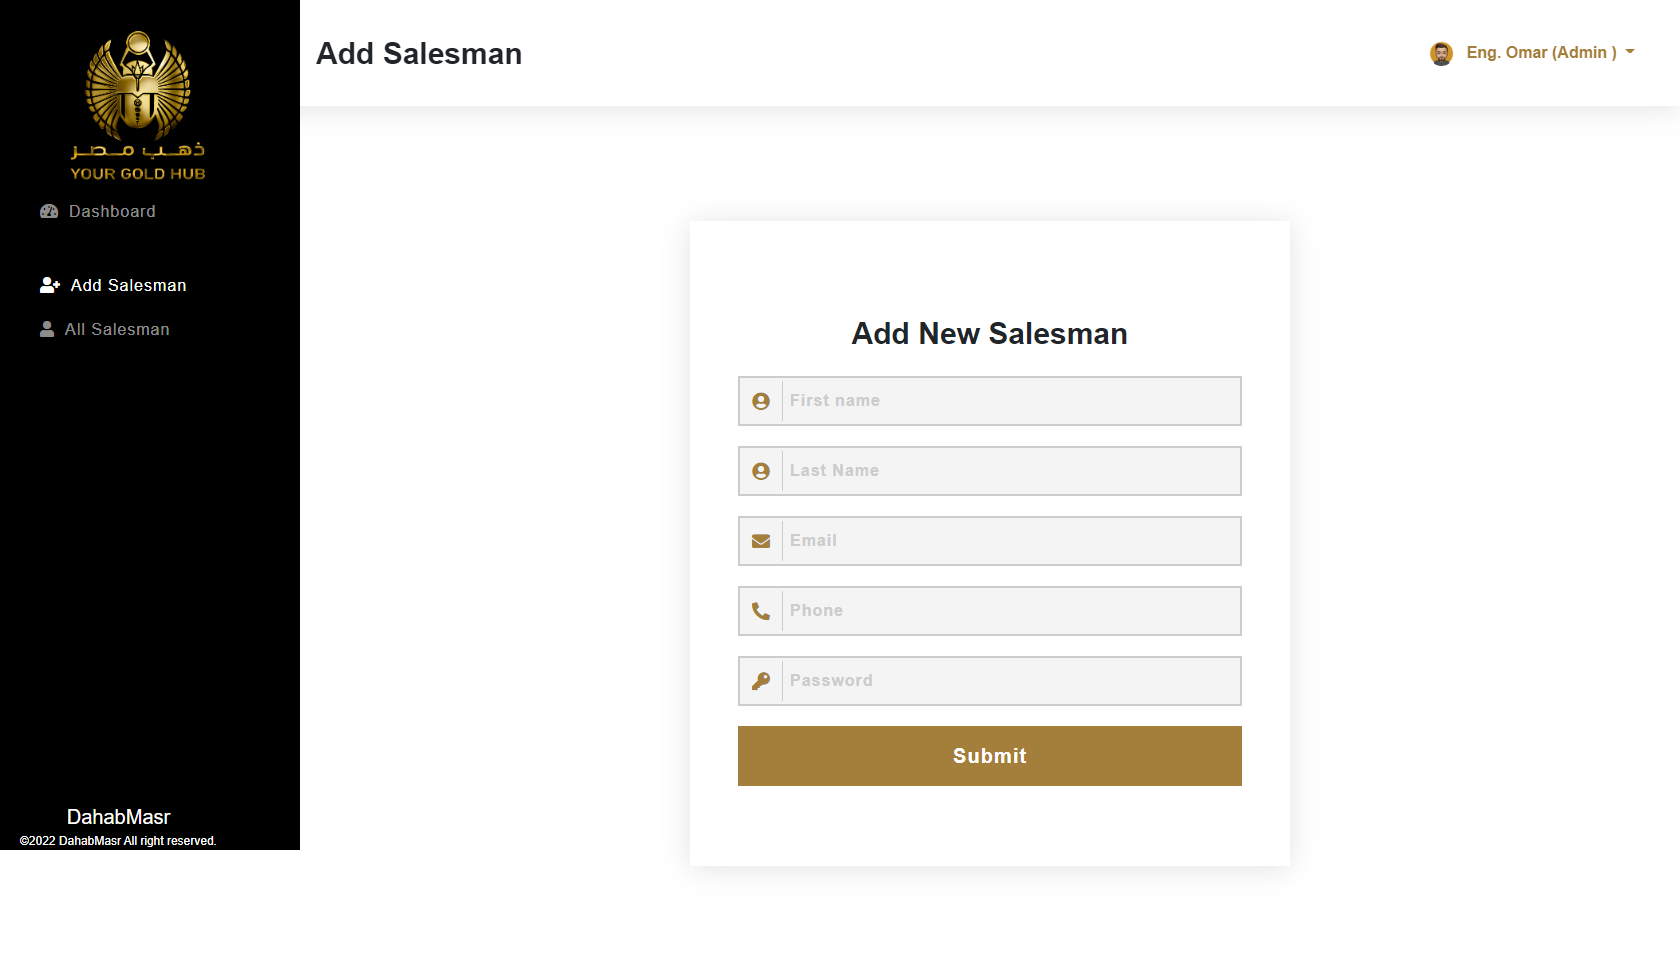 ذهب مصر
YOUR GOLD HUB
Dashboard
Add Salesman
All Salesman
DahabMasr
©2022 DahabMasr All right reserved.
Add Salesman
Eng. Omar (Admin )
Add New Salesman
First name
Last Name
Email
Phone
Password
Submit